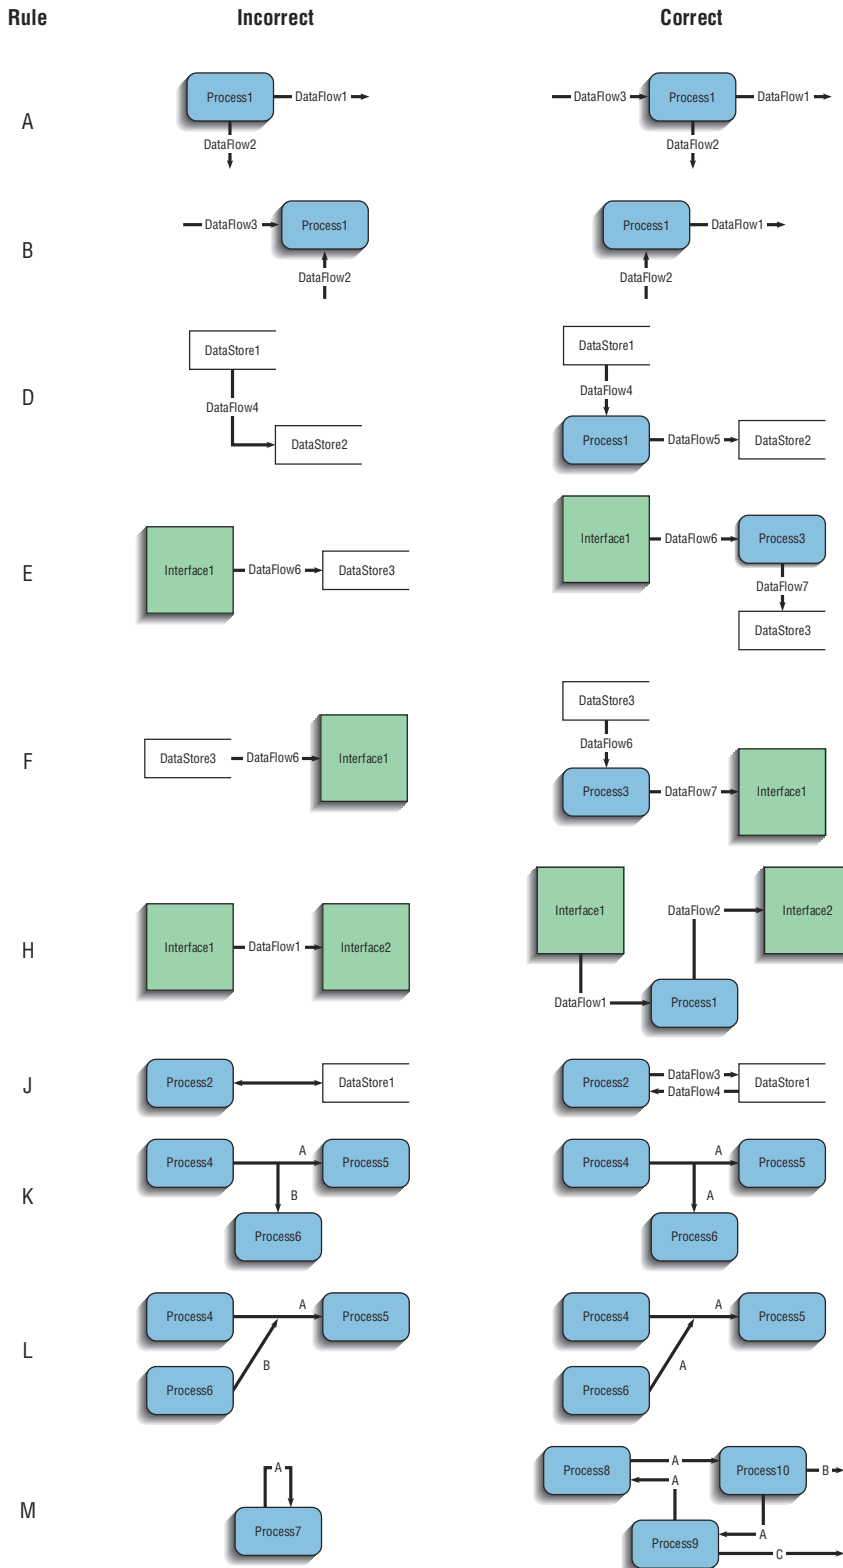 Rule Incorrect Correct
A
Process1 DataFlow1
DataFlow2
DataFlow3 Process1 DataFlow1
DataFlow2
B
DataFlow3 Process1
DataFlow2
Process1 DataFlow1
DataFlow2
D
DataStore1
DataFlow4
DataStore2
DataStore1
DataFlow4
Process1 DataFlow5 DataStore2
E
Interface1 DataFlow6 DataStore3
Interface1 DataFlow6 Process3
DataFlow7
DataStore3
F
DataStore3 DataFlow6 Interface1
DataStore3
DataFlow6
Process3 DataFlow7 Interface1
H
Interface1 DataFlow1 Interface2
Interface1 DataFlow2 Interface2
DataFlow1 Process1
J
Process2 DataStore1
Process2 DataFlow3 DataStore1
DataFlow4
K
Process4 A Process5
B
Process6
Process4 A Process5
A
Process6
L
Process4 A Process5
B
Process6
Process4 A Process5
A
Process6
M
A
Process7
Process8 A Process10 B
A
A
Process9 C